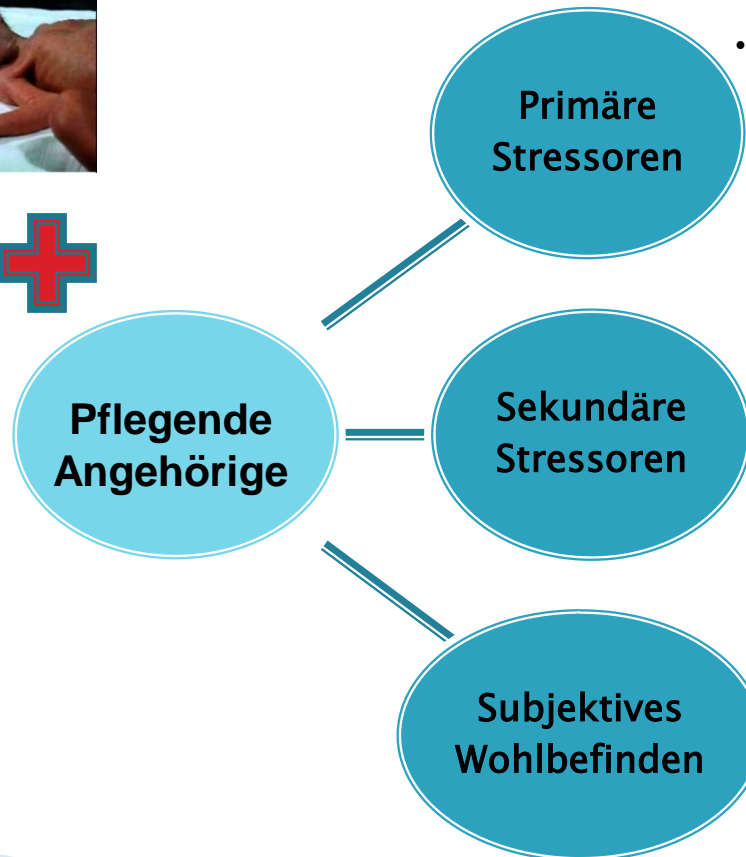 Primäre
Stressoren
Pflegende
Angehörige
Sekundäre
Stressoren
Subjektives
Wohlbefinden